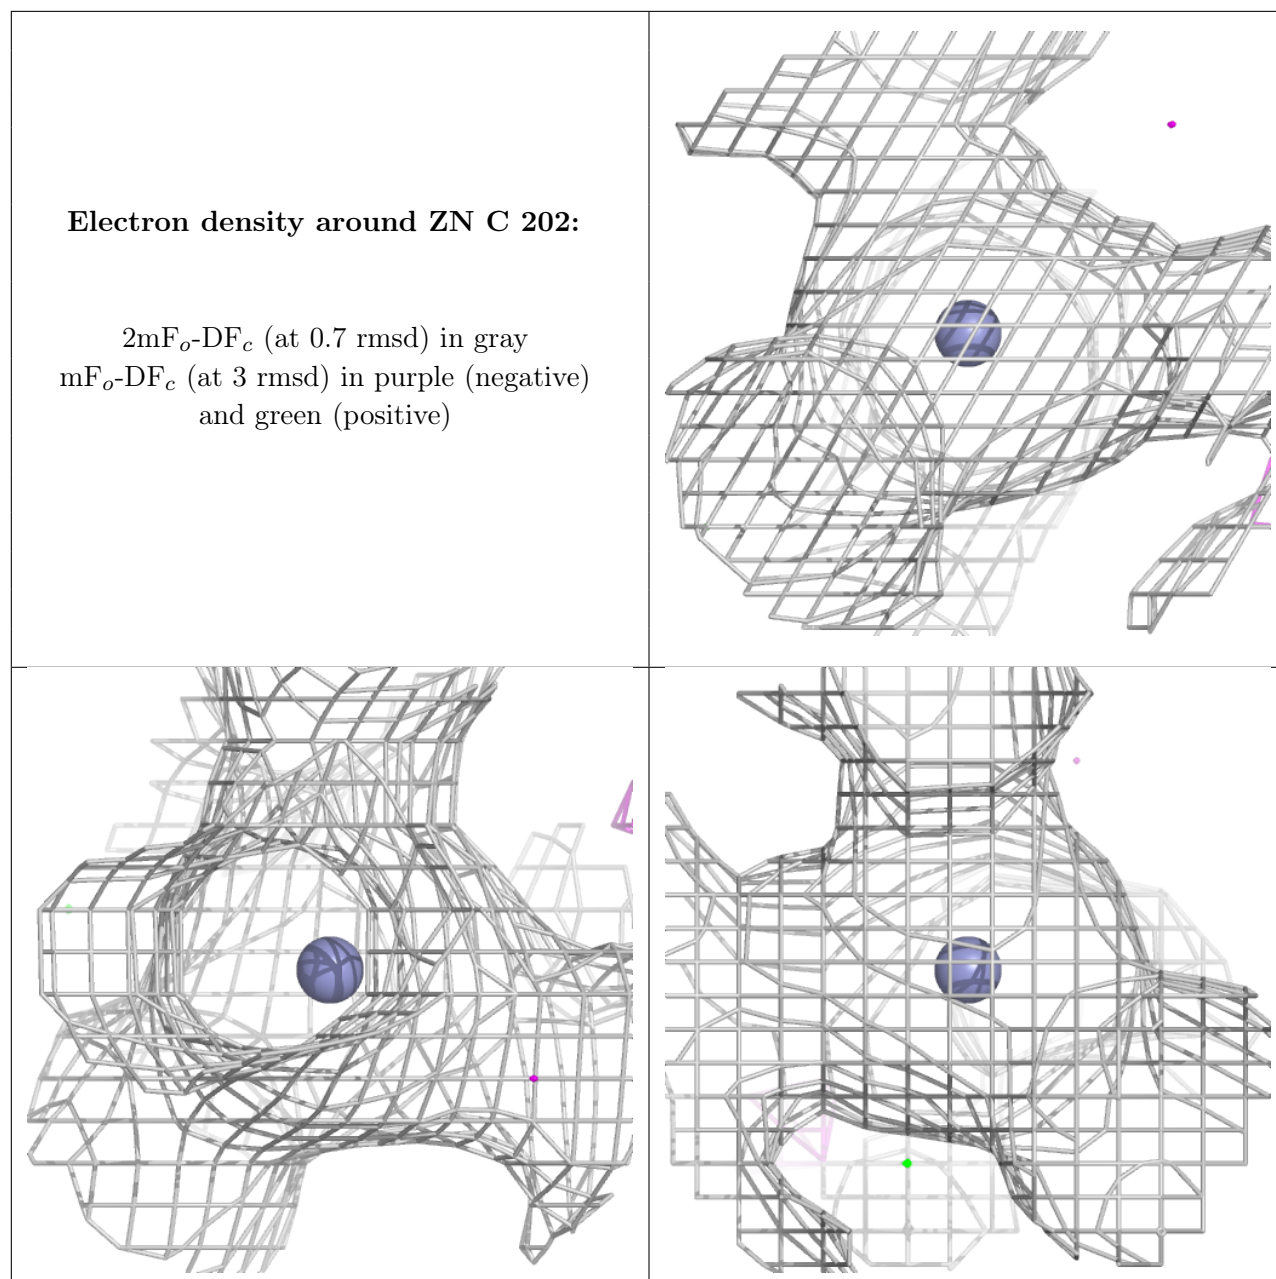 Electron density around ZN C 202:
2mFₒ-DF𝒸 (at 0.7 rmsd) in gray
mFₒ-DF𝒸 (at 3 rmsd) in purple (negative)
and green (positive)